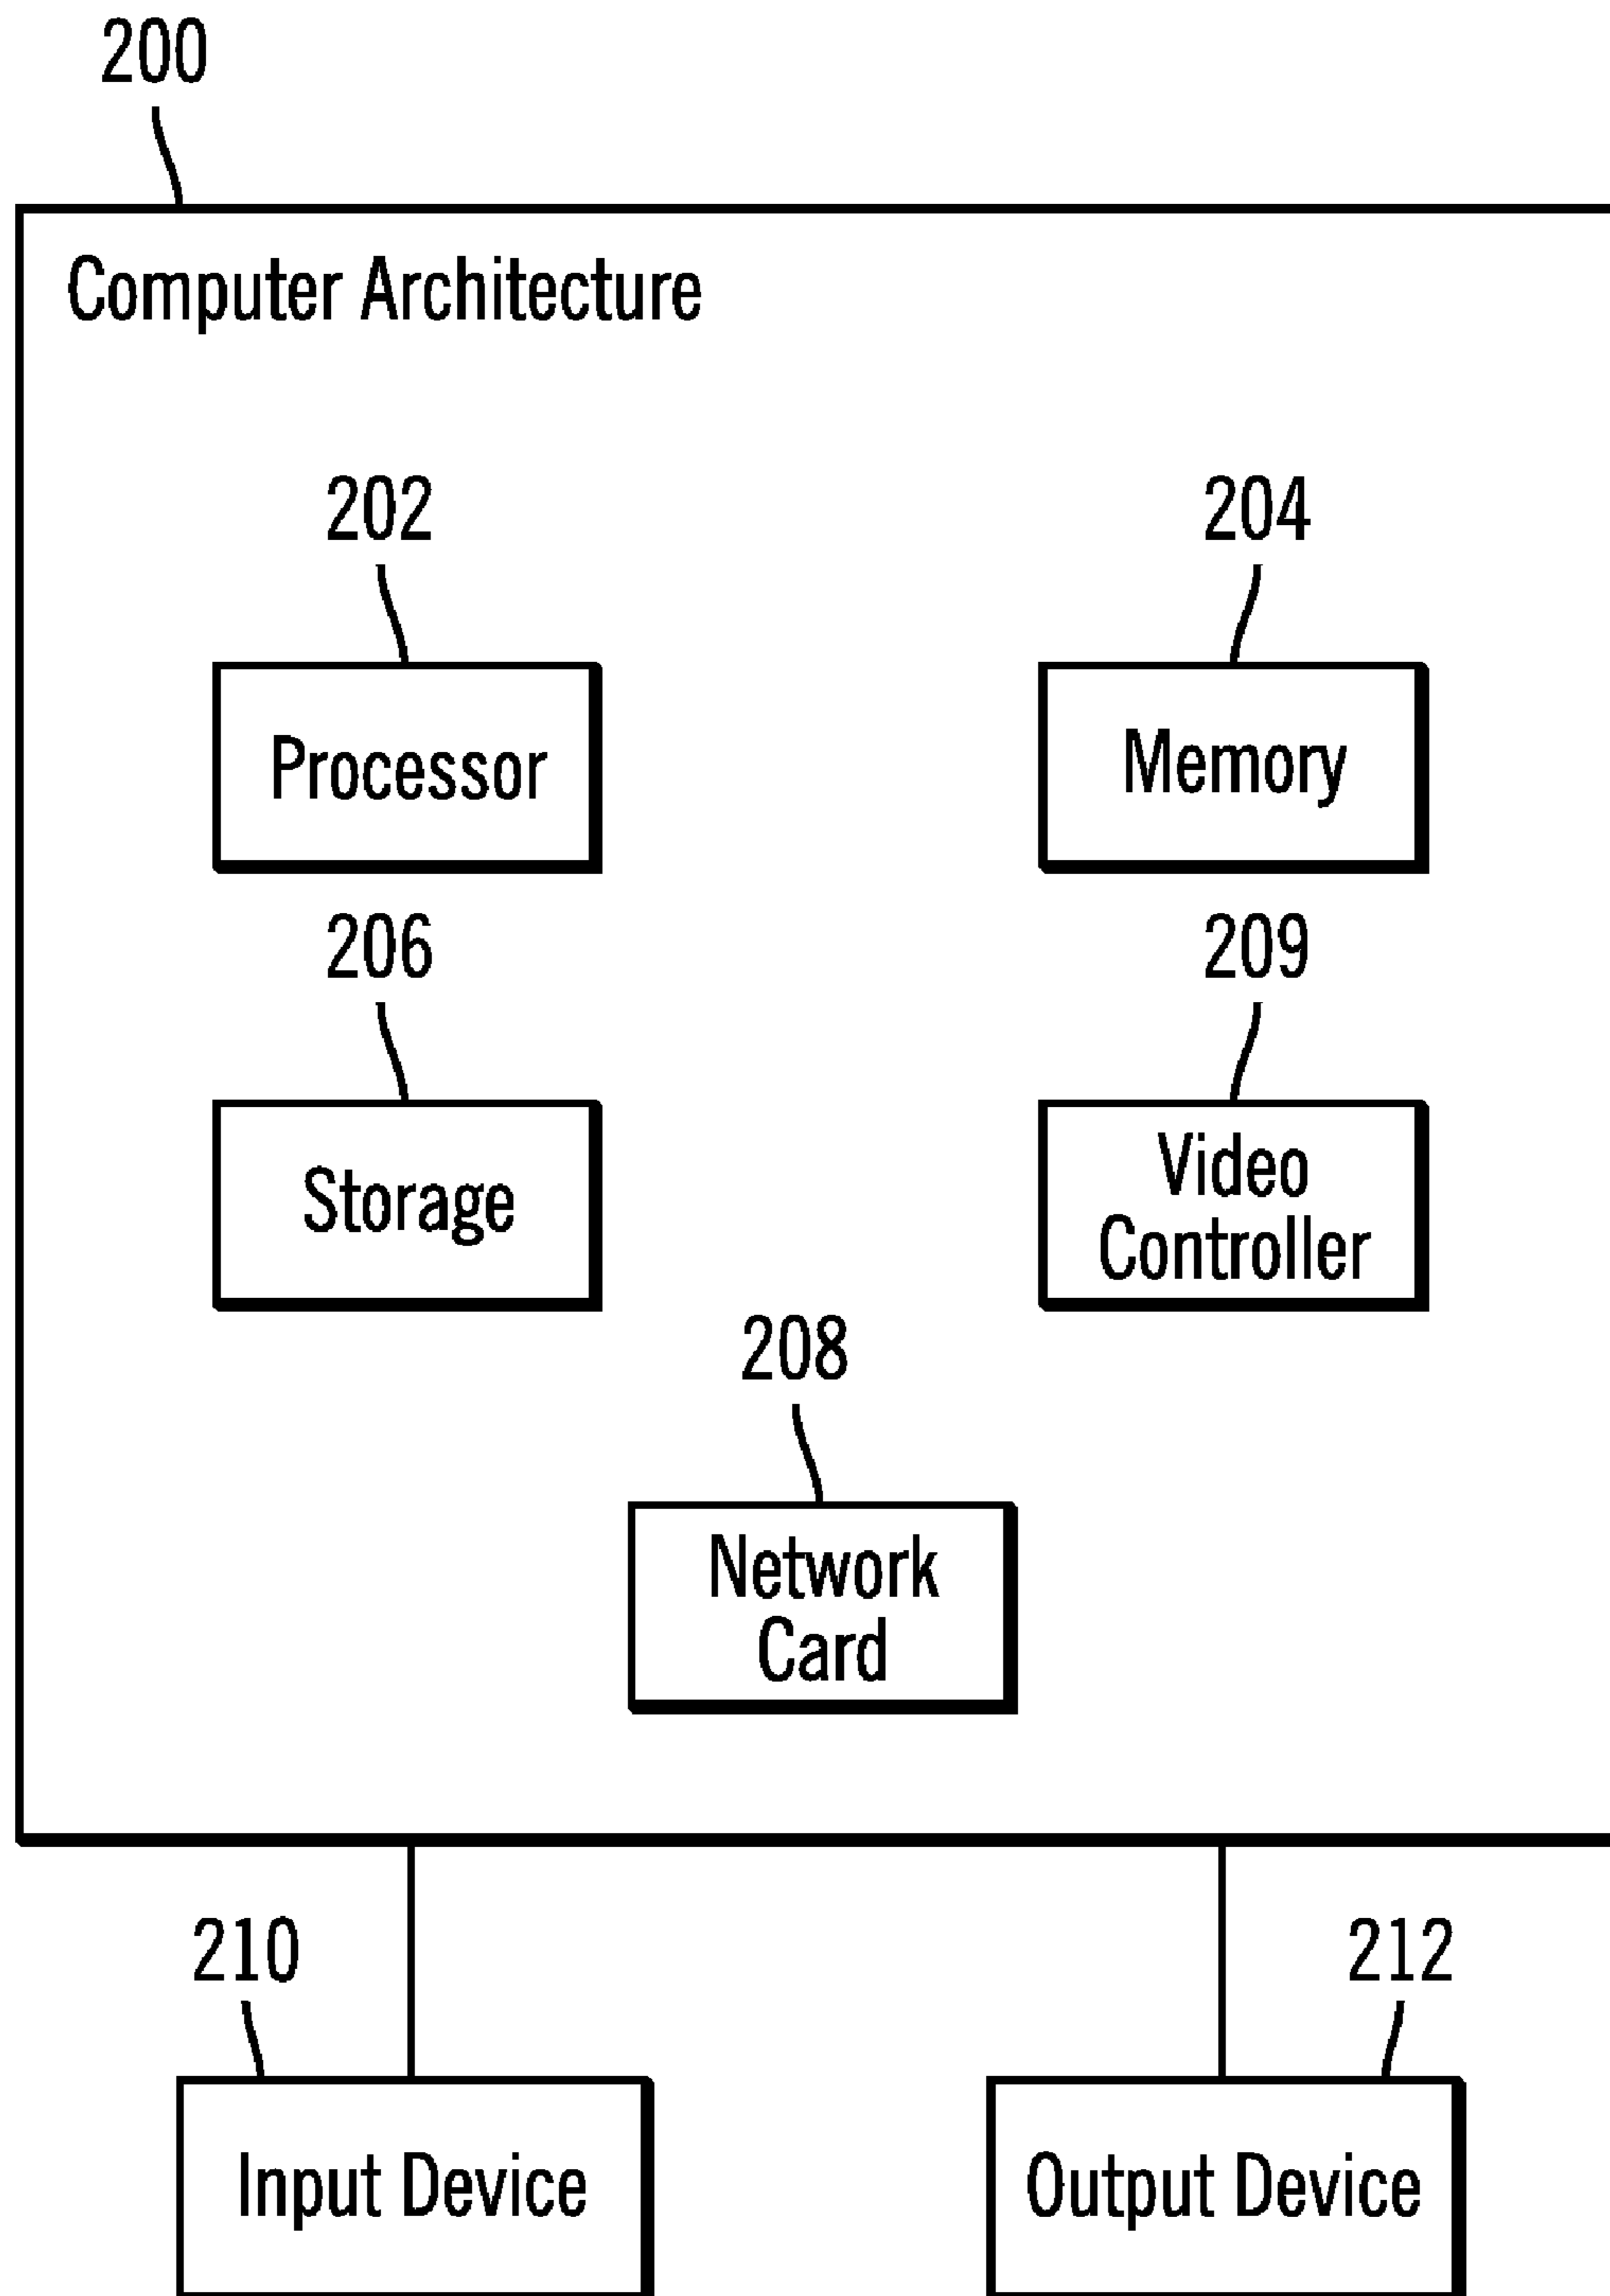 200
Computer Architecture
202
204
Processor
Memory
206
209
Storage
Video
Controller
208
Network
Card
210
212
Input Device
Output Device